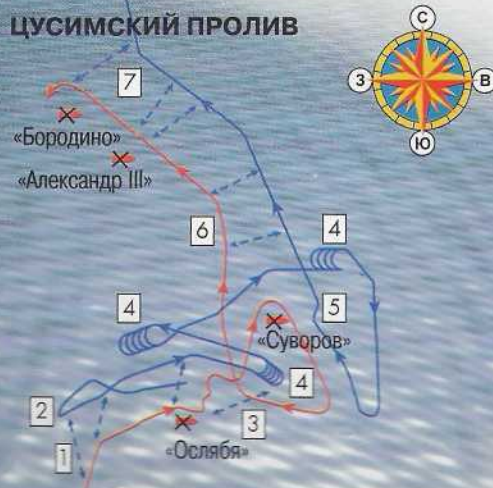 ЦУСИМСКИЙ ПРОЛИВ
С
З
В
Ю
7
«Бородино»
«Александр III»
6
4
4
5
«Суворов»
4
2
3
1
«Ослябя»